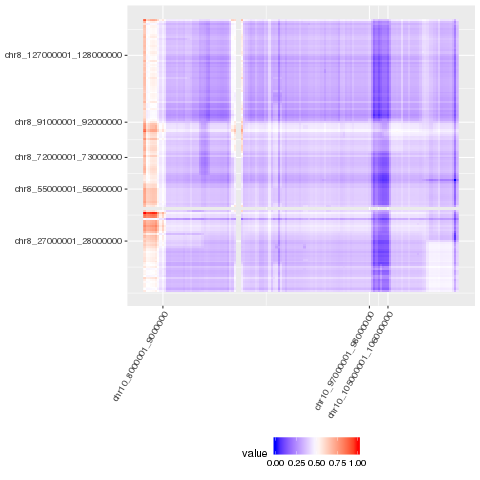 chr8_127000001_128000000
chr8_91000001_92000000
chr8_72000001_73000000
chr8_55000001_56000000
chr8_27000001_28000000
chr10_8000001_9000000
chr10_97000001_98000000
chr10_105000001_106000000
value
0.00 0.25 0.50 0.75 1.00